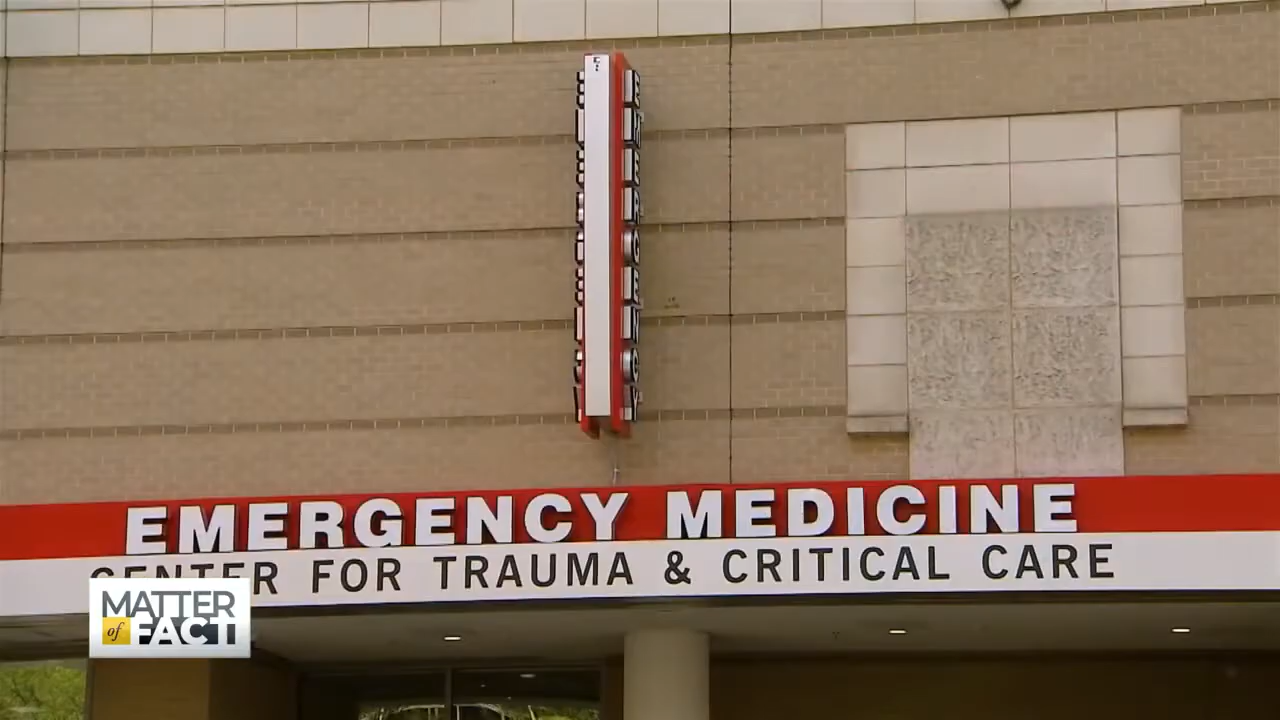 EMERGENCY
EMERGENCY MEDICINE
CENTER FOR TRAUMA & CRITICAL CARE
MATTER
of FACT